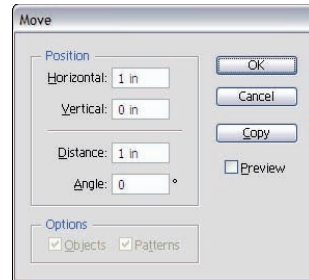 Move
Position
Horizontal: 1 in
Vertical: 0 in
Distance: 1 in
Angle: 0 °
OK
Cancel
Copy
Preview
Options
Objects Patterns